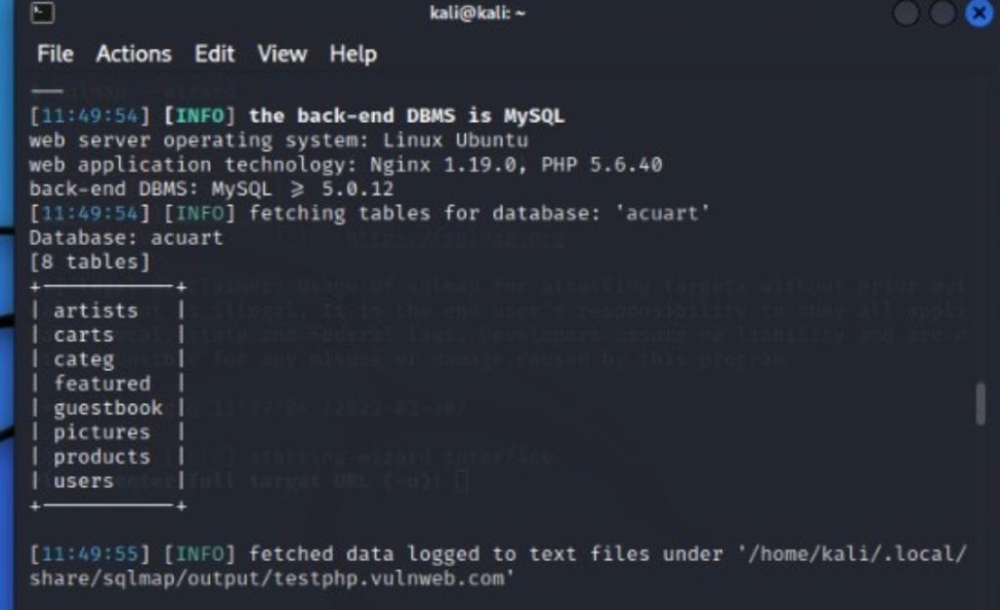 kali@kali: ~
File Actions Edit View Help
[11:49:54] [INFO] the back-end DBMS is MySQL
web server operating system: Linux Ubuntu
web application technology: Nginx 1.19.0, PHP 5.6.40
back-end DBMS: MySQL ≥ 5.0.12
[11:49:54] [INFO] fetching tables for database: 'acuart'
Database: acuart
[8 tables]
+-----------+
| artists |
| carts |
| categ |
| featured |
| guestbook |
| pictures |
| products |
| users |
+-----------+
[11:49:55] [INFO] fetched data logged to text files under '/home/kali/.local/
share/sqlmap/output/testphp.vulnweb.com'